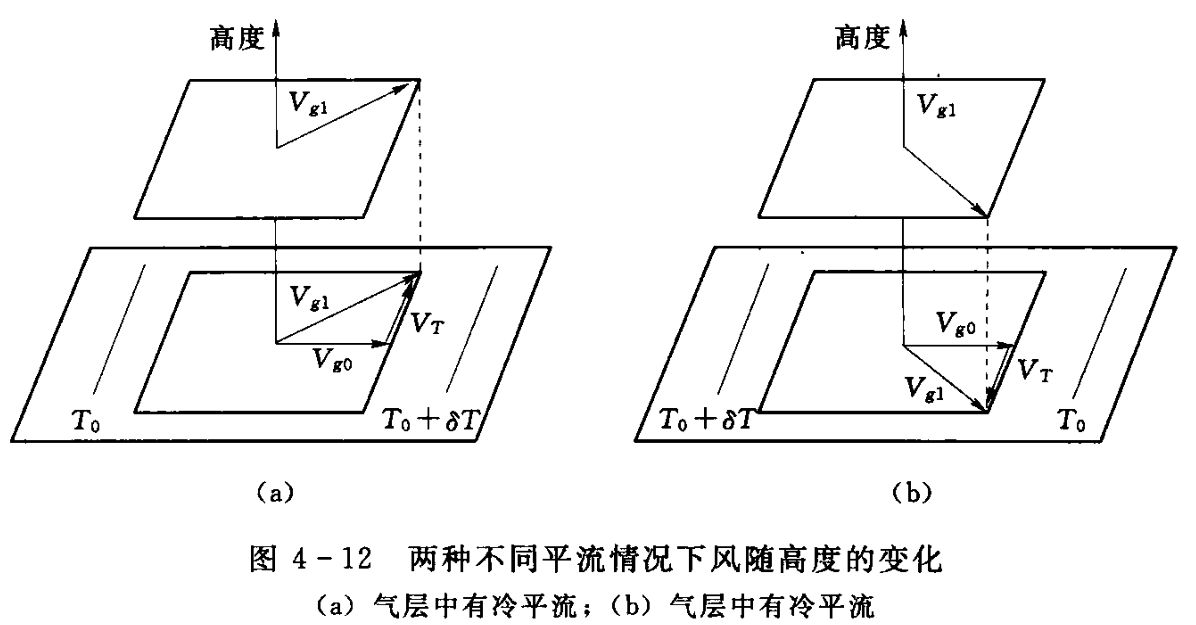 高度
V_{g1}
V_{g1}
V_T
V_{g0}
T_0
T_0+δT
(a)
高度
V_{g1}
V_{g0}
V_{g1}
V_T
T_0+δT
T_0
(b)
图 4-12 两种不同平流情况下风随高度的变化
(a) 气层中有冷平流；(b) 气层中有冷平流